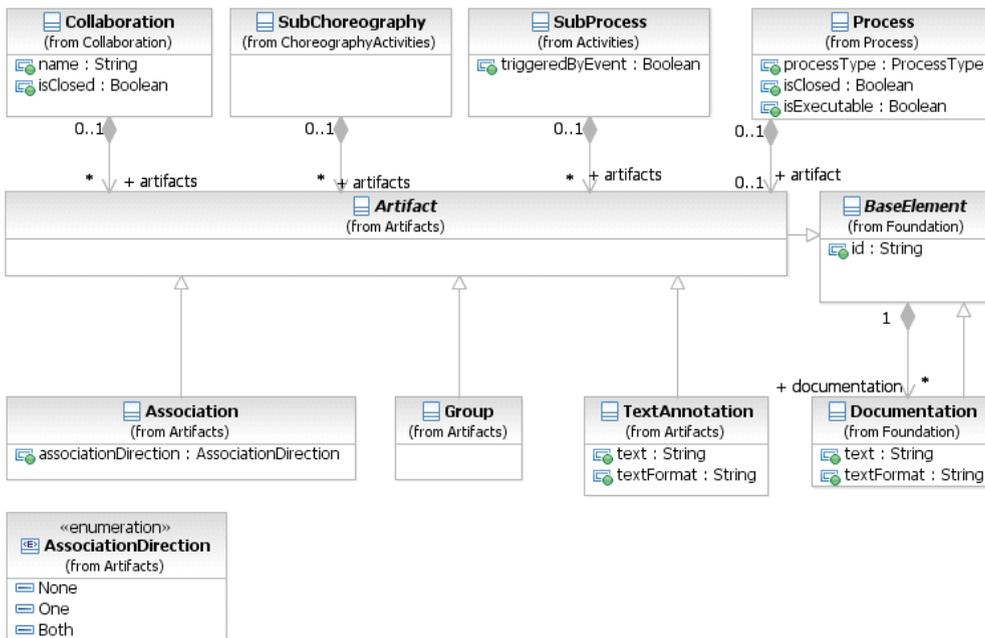 Collaboration
(from Collaboration)
name : String
isClosed : Boolean
SubChoreography
(from ChoreographyActivities)
SubProcess
(from Activities)
triggeredByEvent : Boolean
Process
(from Process)
processType : ProcessType
isClosed : Boolean
isExecutable : Boolean
0..1
0..1
0..1
0..1
* + artifacts
* + artifacts
* + artifacts
0..1 + artifact
Artifact
(from Artifacts)
BaseElement
(from Foundation)
id : String
1
+ documentation *
Association
(from Artifacts)
associationDirection : AssociationDirection
Group
(from Artifacts)
TextAnnotation
(from Artifacts)
text : String
textFormat : String
Documentation
(from Foundation)
text : String
textFormat : String
«enumeration»
AssociationDirection
(from Artifacts)
None
One
Both